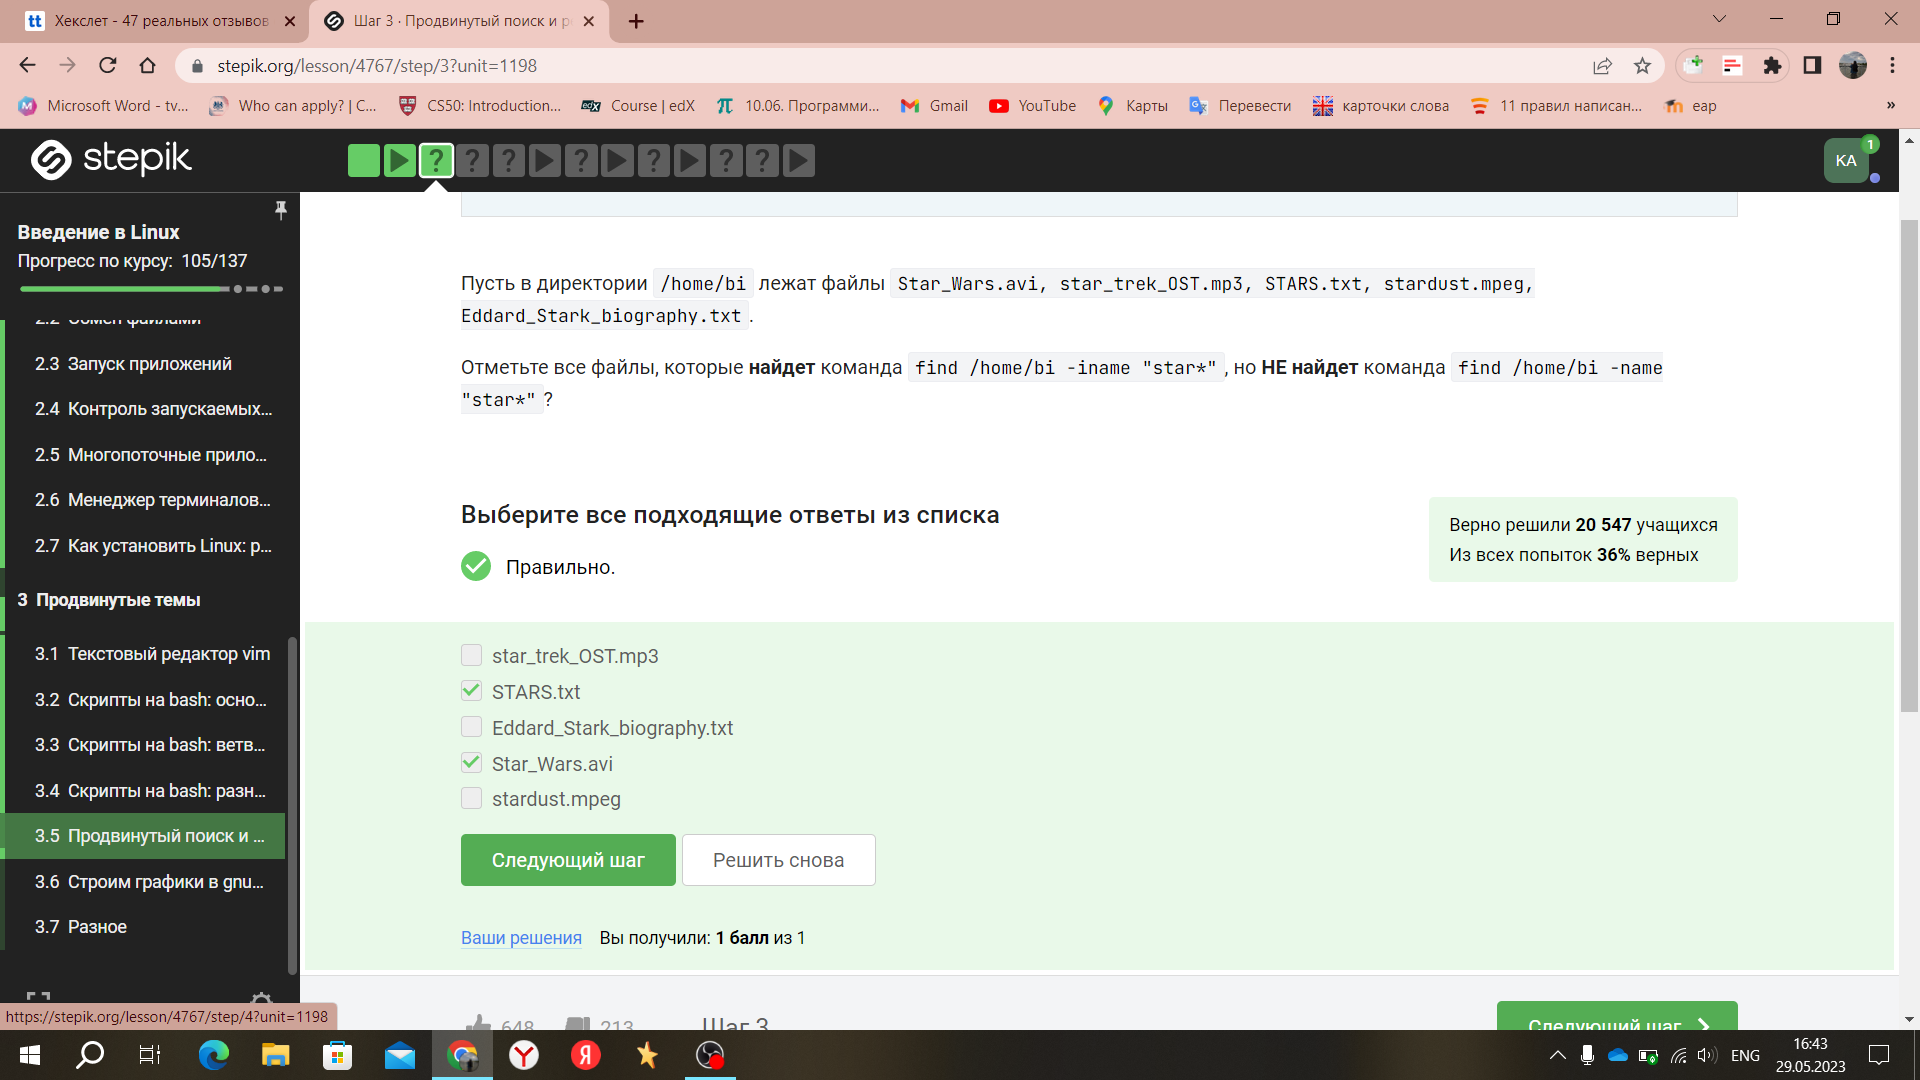 Хекслет - 47 реальных отзывов
Шаг 3 · Продвинутый поиск и р
stepik.org/lesson/4767/step/3?unit=1198
Microsoft Word - tv...
Who can apply? | C...
CS50: Introduction...
edX
Course | edX
10.06. Программи...
Gmail
YouTube
Карты
Перевести
карточки слова
11 правил написан...
eap
»
stepik
KA
1
Введение в Linux
Прогресс по курсу: 105/137
2.2 Обмен файлами
2.3 Запуск приложений
2.4 Контроль запускаемых...
2.5 Многопоточные прило...
2.6 Менеджер терминалов...
2.7 Как установить Linux: р...
3 Продвинутые темы
3.1 Текстовый редактор vim
3.2 Скрипты на bash: осно...
3.3 Скрипты на bash: ветв...
3.4 Скрипты на bash: разн...
3.5 Продвинутый поиск и ...
3.6 Строим графики в gnu...
3.7 Разное
Пусть в директории /home/bi лежат файлы Star_Wars.avi, star_trek_OST.mp3, STARS.txt, stardust.mpeg,
Eddard_Stark_biography.txt .
Отметьте все файлы, которые найдет команда find /home/bi -iname "star*" , но НЕ найдет команда find /home/bi -name
"star*" ?
Выберите все подходящие ответы из списка
Верно решили 20 547 учащихся
Из всех попыток 36% верных
Правильно.
star_trek_OST.mp3
STARS.txt
Eddard_Stark_biography.txt
Star_Wars.avi
stardust.mpeg
Следующий шаг
Решить снова
Ваши решения Вы получили: 1 балл из 1
https://stepik.org/lesson/4767/step/4?unit=1198
648
213
Шаг 3
Следующий шаг
ENG
16:43
29.05.2023